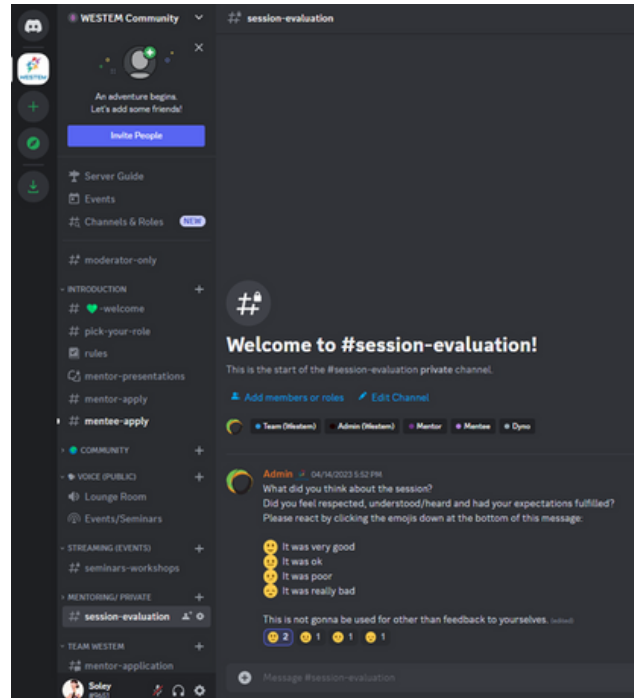 WESTEM Community
session-evaluation
WESTEM
An adventure begins.
Let's add some friends!
Invite People
Server Guide
Events
Channels & Roles NEW
moderator-only
INTRODUCTION
💚-welcome
pick-your-role
rules
mentor-presentations
mentor-apply
mentee-apply
COMMUNITY
VOICE (PUBLIC)
Lounge Room
Events/Seminars
STREAMING (EVENTS)
seminars-workshops
MENTORING/ PRIVATE
session-evaluation
TEAM WESTEM
mentor-application
Soley
Welcome to #session-evaluation!
This is the start of the #session-evaluation private channel.
Add members or roles Edit Channel
Team (Westem) Admin (Westem) Mentor Mentee Dyno
Admin 04/14/2023 5:52 PM
What did you think about the session?
Did you feel respected, understood/heard and had your expectations fulfilled?
Please react by clicking the emojis down at the bottom of this message:
It was very good
It was ok
It was poor
It was really bad
This is not gonna be used for other than feedback to yourselves. (edited)
2 1 1 1
Message #session-evaluation